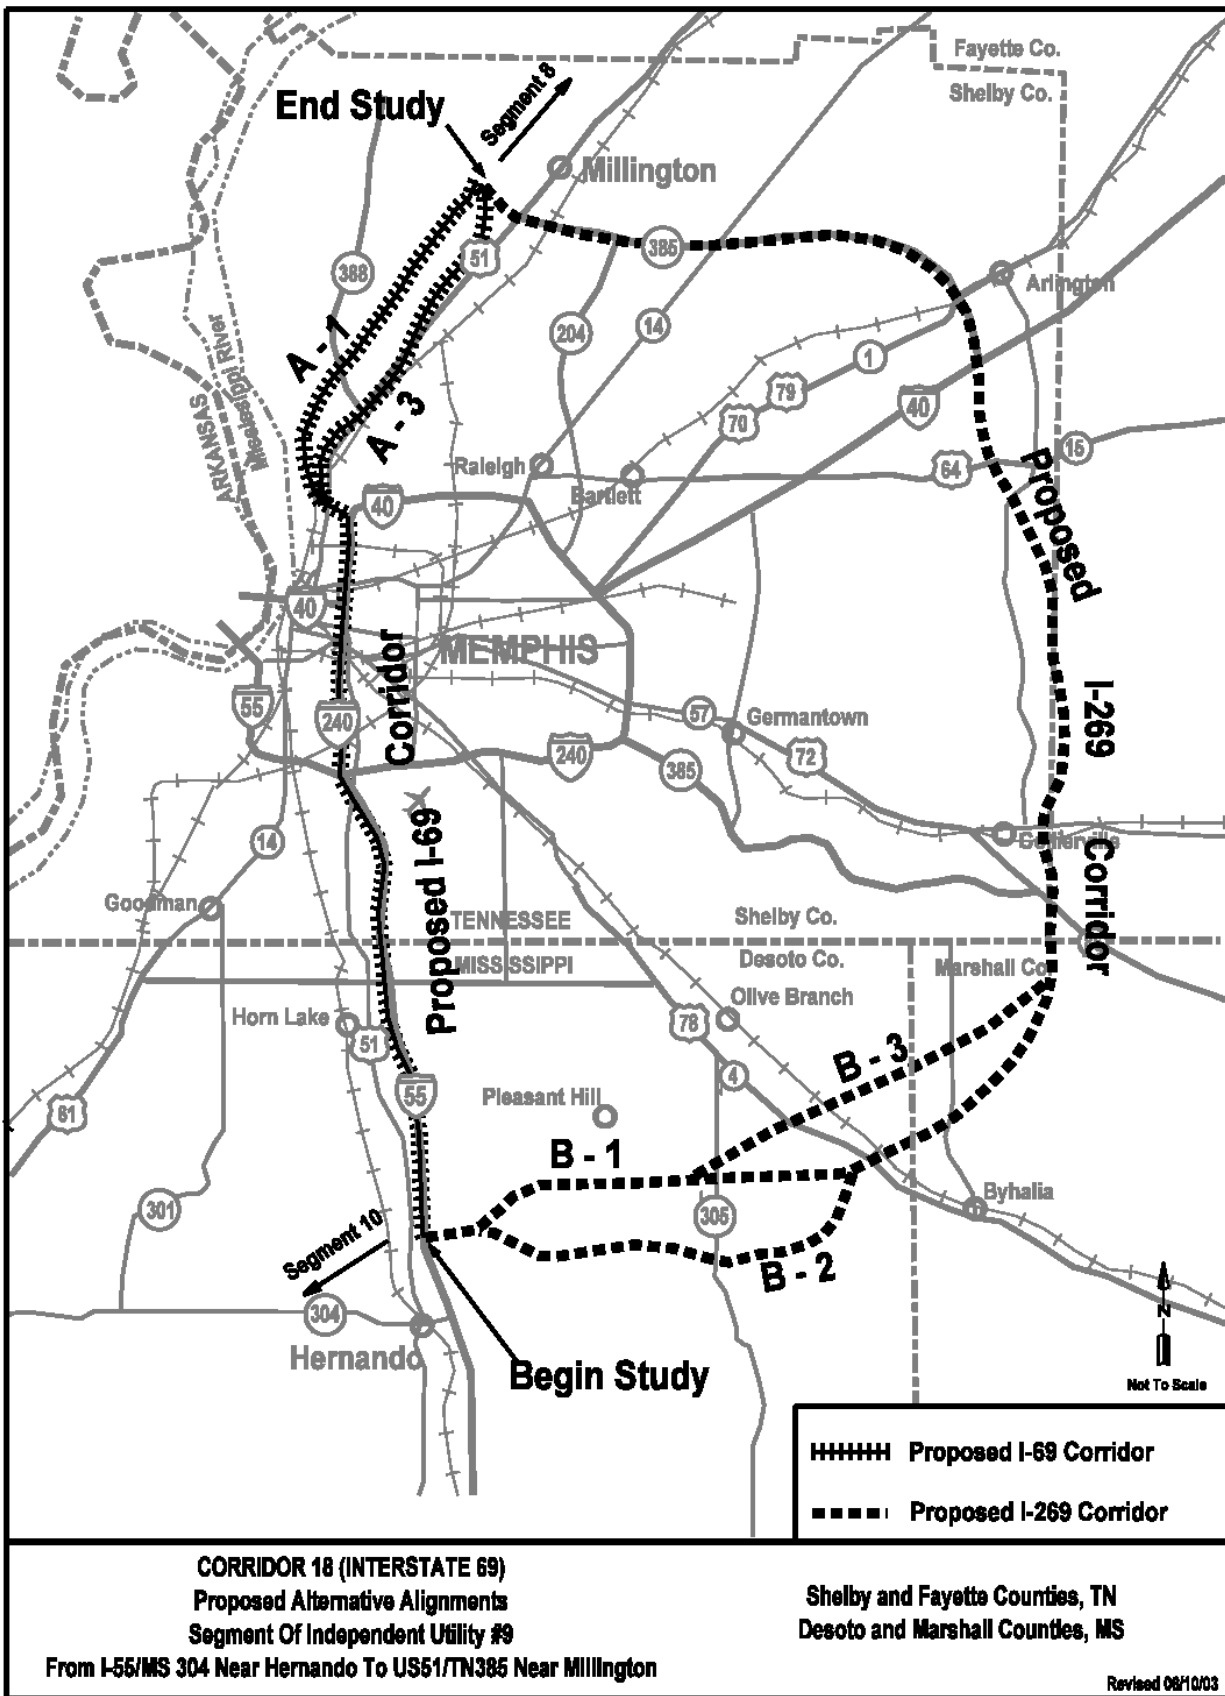 Fayette Co.
Shelby Co.
End Study
Segment 8
Millington
51
385
388
Arlington
A - 1
204
14
1
79
70
40
A - 3
ARKANSAS
Mississippi River
Raleigh
Bartlett
64
15
Proposed
40
40
MEMPHIS
Corridor
I-269
55
240
57
Germantown
240
72
385
14
Proposed I-69
Collierville
Corridor
Goodman
TENNESSEE
Shelby Co.
MISSISSIPPI
Desoto Co.
Marshall Co.
Olive Branch
Horn Lake
51
78
B - 3
4
55
Pleasant Hill
61
B - 1
Byhalia
301
305
Segment 10
B - 2
304
Hernando
Begin Study
N
Not To Scale
Proposed I-69 Corridor
Proposed I-269 Corridor
CORRIDOR 18 (INTERSTATE 69)
Proposed Alternative Alignments
Segment Of Independent Utility #9
From I-55/MS 304 Near Hernando To US51/TN385 Near Millington
Shelby and Fayette Counties, TN
Desoto and Marshall Counties, MS
Revised 06/10/03